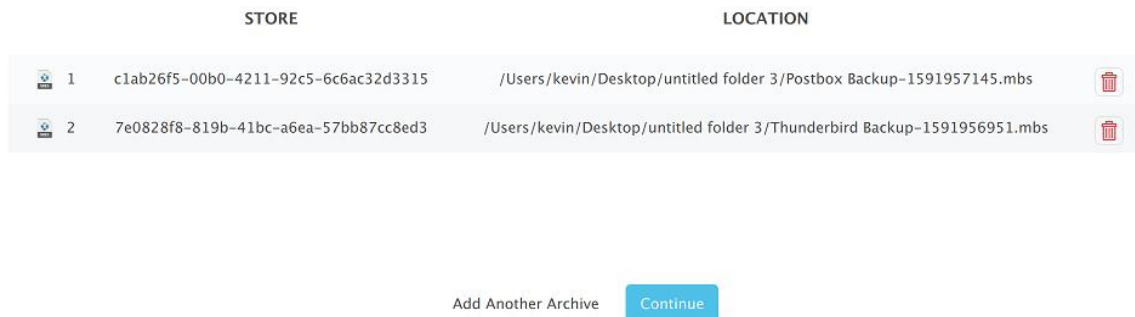 STORE LOCATION
1 c1ab26f5-00b0-4211-92c5-6c6ac32d3315 /Users/kevin/Desktop/untitled folder 3/Postbox Backup-1591957145.mbs
2 7e0828f8-819b-41bc-a6ea-57bb87cc8ed3 /Users/kevin/Desktop/untitled folder 3/Thunderbird Backup-1591956951.mbs
Add Another Archive Continue